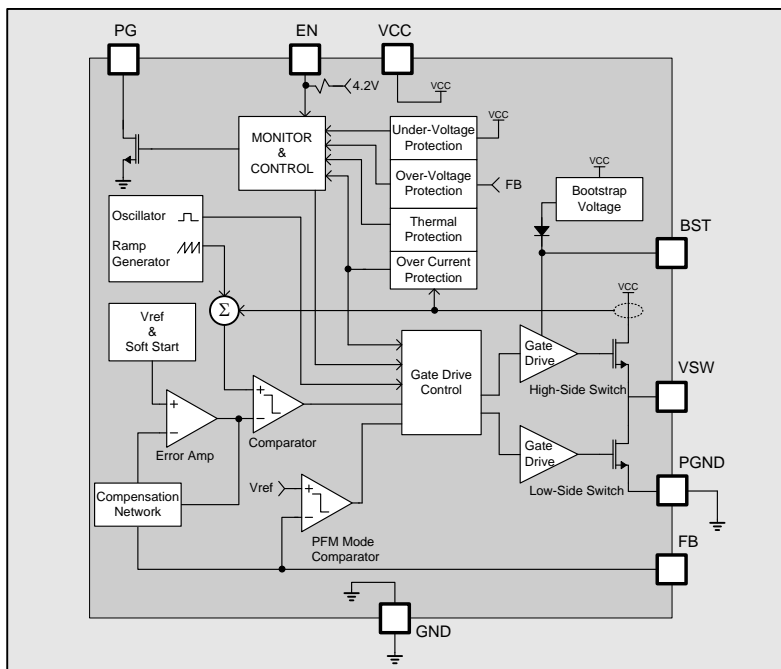 PG
EN
VCC
4.2V
VCC
MONITOR
&
CONTROL
Under-Voltage
Protection
VCC
Over-Voltage
Protection
FB
Thermal
Protection
Over Current
Protection
VCC
Bootstrap
Voltage
BST
Oscillator
Ramp
Generator
Σ
VCC
Vref
&
Soft Start
Gate Drive
Control
Gate
Drive
High-Side Switch
VSW
+
−
Error Amp
+
−
Comparator
Gate
Drive
Low-Side Switch
PGND
Compensation
Network
Vref
+
−
PFM Mode
Comparator
FB
GND